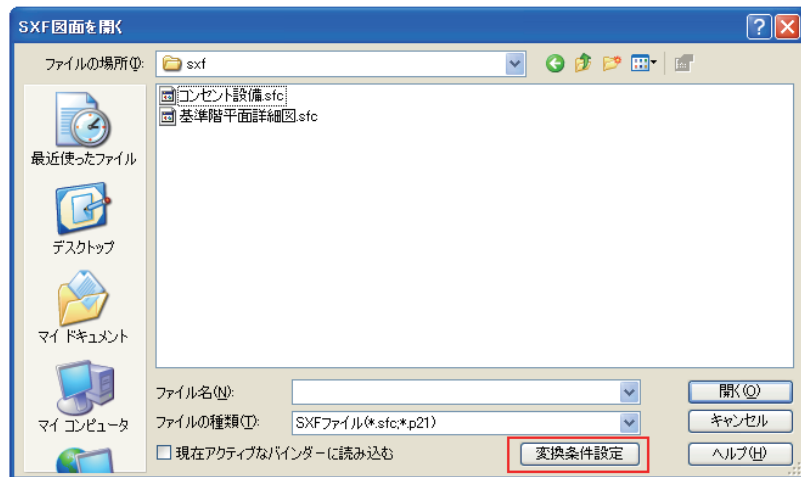 SXF図面を開く
ファイルの場所(I):
sxf
コンセント設備.sfc
基準階平面詳細図.sfc
最近使ったファイル
デスクトップ
マイ ドキュメント
マイ コンピュータ
ファイル名(N):
開く(O)
ファイルの種類(T):
SXFファイル(*.sfc;*.p21)
キャンセル
現在アクティブなバインダーに読み込む
変換条件設定
ヘルプ(H)